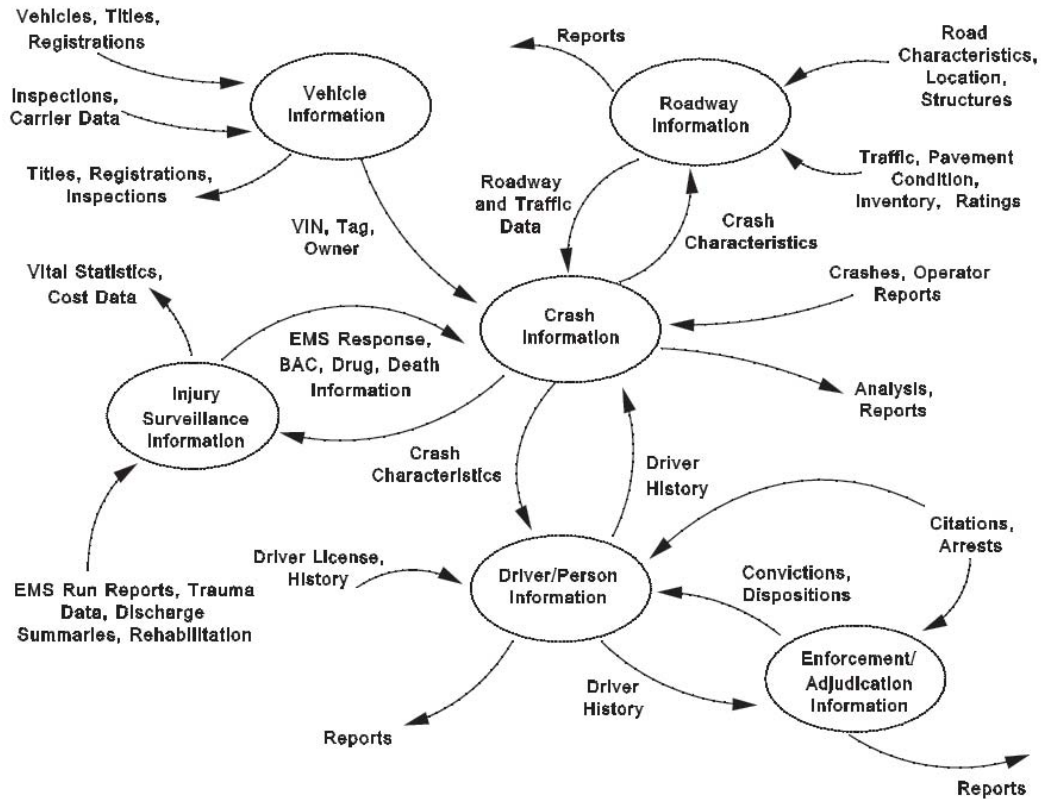 Vehicles, Titles,
Registrations
Inspections,
Carrier Data
Titles, Registrations,
Inspections
Vehicle
Information
VIN, Tag,
Owner
Reports
Roadway
Information
Road
Characteristics,
Location,
Structures
Traffic, Pavement
Condition,
Inventory, Ratings
Roadway
and Traffic
Data
Crash
Characteristics
Vital Statistics,
Cost Data
EMS Response,
BAC, Drug, Death
Information
Crash
Information
Crashes, Operator
Reports
Analysis,
Reports
Injury
Surveillance
Information
Crash
Characteristics
Driver
History
Citations,
Arrests
EMS Run Reports, Trauma
Data, Discharge
Summaries, Rehabilitation
Driver License,
History
Driver/Person
Information
Convictions,
Dispositions
Enforcement/
Adjudication
Information
Driver
History
Reports
Reports